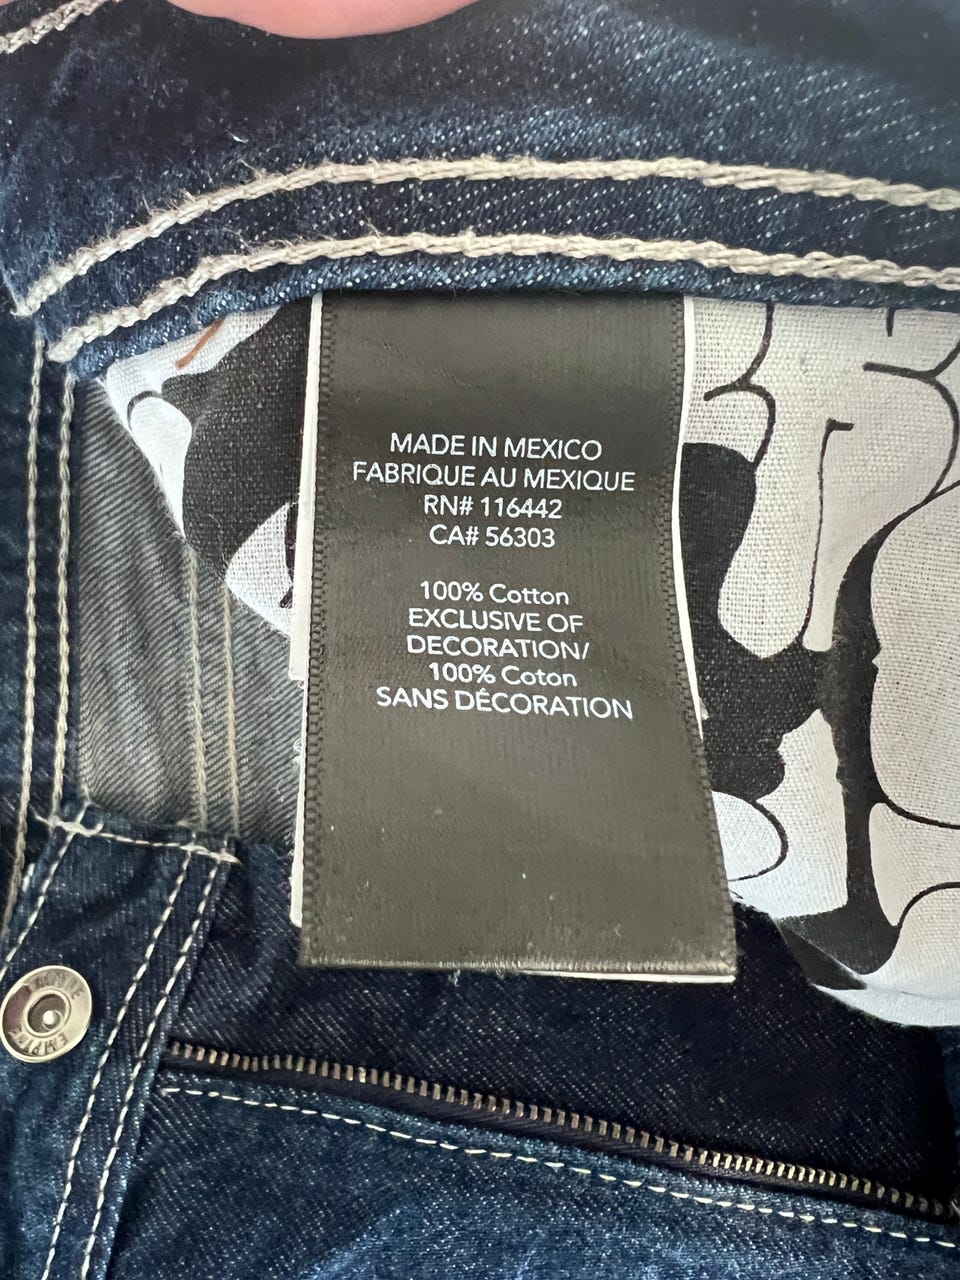 MADE IN MEXICO
FABRIQUE AU MEXIQUE
RN# 116442
CA# 56303
100% Cotton
EXCLUSIVE OF
DECORATION/
100% Coton
SANS DÉCORATION
EMPIRE